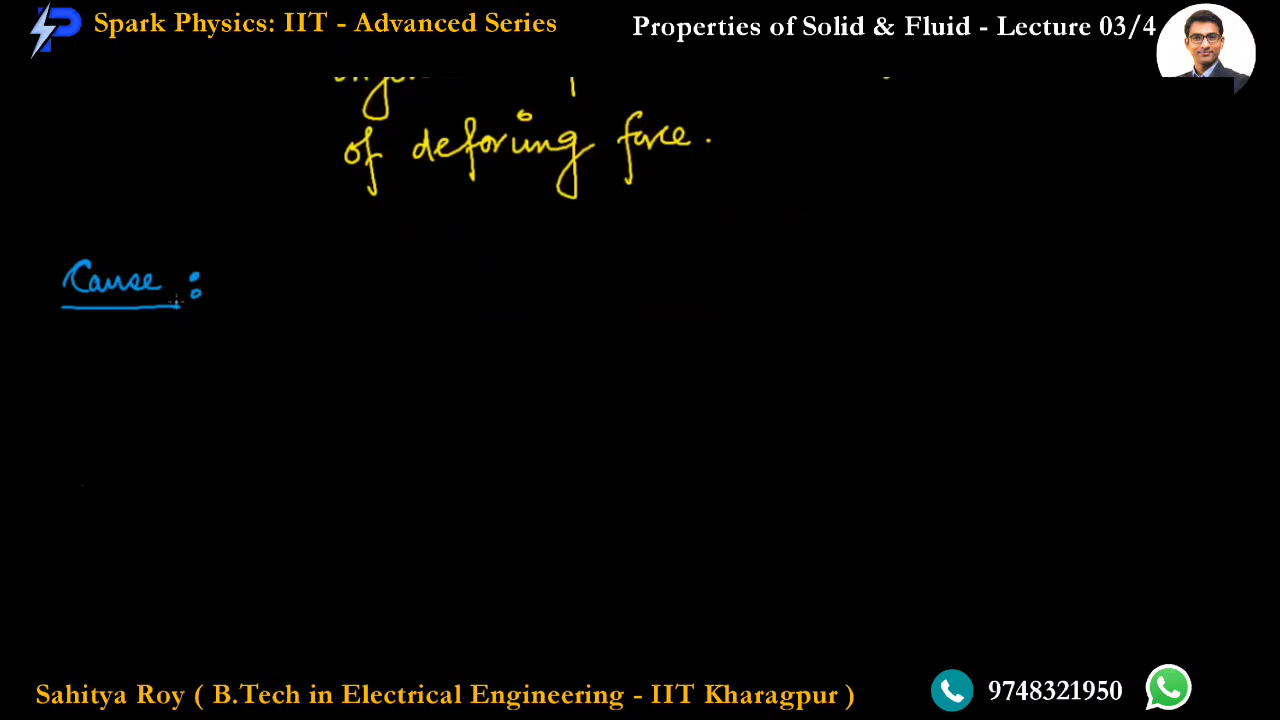 Spark Physics: IIT - Advanced Series
Properties of Solid & Fluid - Lecture 03/4
of deforing force.
Cause :
Sahitya Roy ( B.Tech in Electrical Engineering - IIT Kharagpur )
9748321950